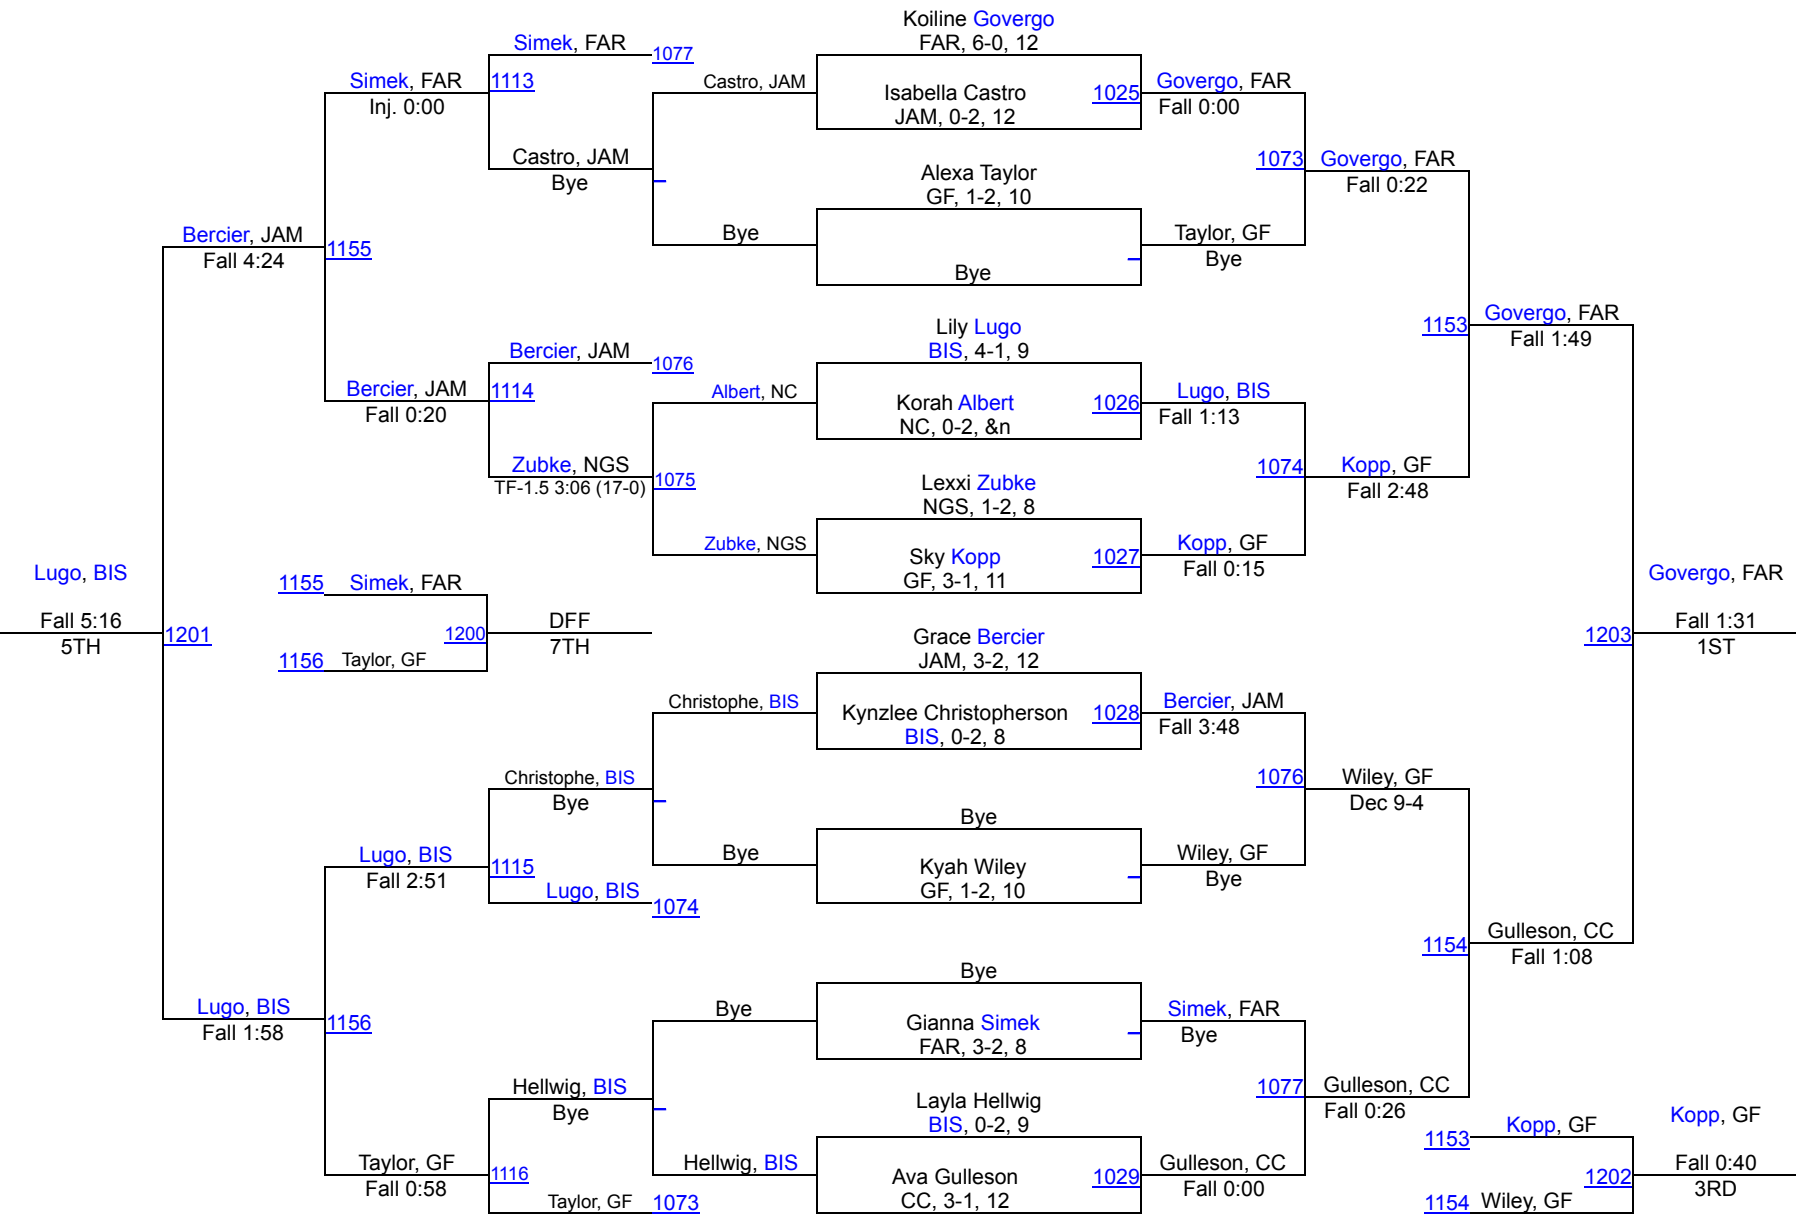 Koiline Govergo
FAR, 6-0, 12
Simek, FAR
1077
Castro, JAM
Simek, FAR
1113
Inj. 0:00
Isabella Castro
JAM, 0-2, 12
1025
Govergo, FAR
Fall 0:00
Castro, JAM
Bye
Alexa Taylor
GF, 1-2, 10
1073
Govergo, FAR
Fall 0:22
Bye
Bye
Taylor, GF
Bye
Bercier, JAM
Fall 4:24
1155
Lily Lugo
BIS, 4-1, 9
1153
Govergo, FAR
Fall 1:49
Bercier, JAM
1076
Bercier, JAM
Fall 0:20
1114
Albert, NC
Korah Albert
NC, 0-2, &n
1026
Lugo, BIS
Fall 1:13
Zubke, NGS
TF-1.5 3:06 (17-0)
1075
Lexxi Zubke
NGS, 1-2, 8
1074
Kopp, GF
Fall 2:48
Zubke, NGS
Sky Kopp
GF, 3-1, 11
1027
Kopp, GF
Fall 0:15
Lugo, BIS
Fall 5:16
5TH
1201
1155
Simek, FAR
1200
DFF
7TH
1156
Taylor, GF
Govergo, FAR
1203
Fall 1:31
1ST
Grace Bercier
JAM, 3-2, 12
Christophe, BIS
Kynzlee Christopherson
BIS, 0-2, 8
1028
Bercier, JAM
Fall 3:48
Christophe, BIS
Bye
1076
Wiley, GF
Dec 9-4
Bye
Lugo, BIS
Fall 2:51
1115
Bye
Kyah Wiley
GF, 1-2, 10
Wiley, GF
Bye
Lugo, BIS
1074
1154
Gulleson, CC
Fall 1:08
Bye
Lugo, BIS
Fall 1:58
1156
Bye
Gianna Simek
FAR, 3-2, 8
Simek, FAR
Bye
Hellwig, BIS
Bye
Layla Hellwig
BIS, 0-2, 9
1077
Gulleson, CC
Fall 0:26
Taylor, GF
Fall 0:58
1116
Hellwig, BIS
Ava Gulleson
CC, 3-1, 12
1029
Gulleson, CC
Fall 0:00
Taylor, GF
1073
1153
Kopp, GF
Kopp, GF
1202
Fall 0:40
3RD
1154
Wiley, GF